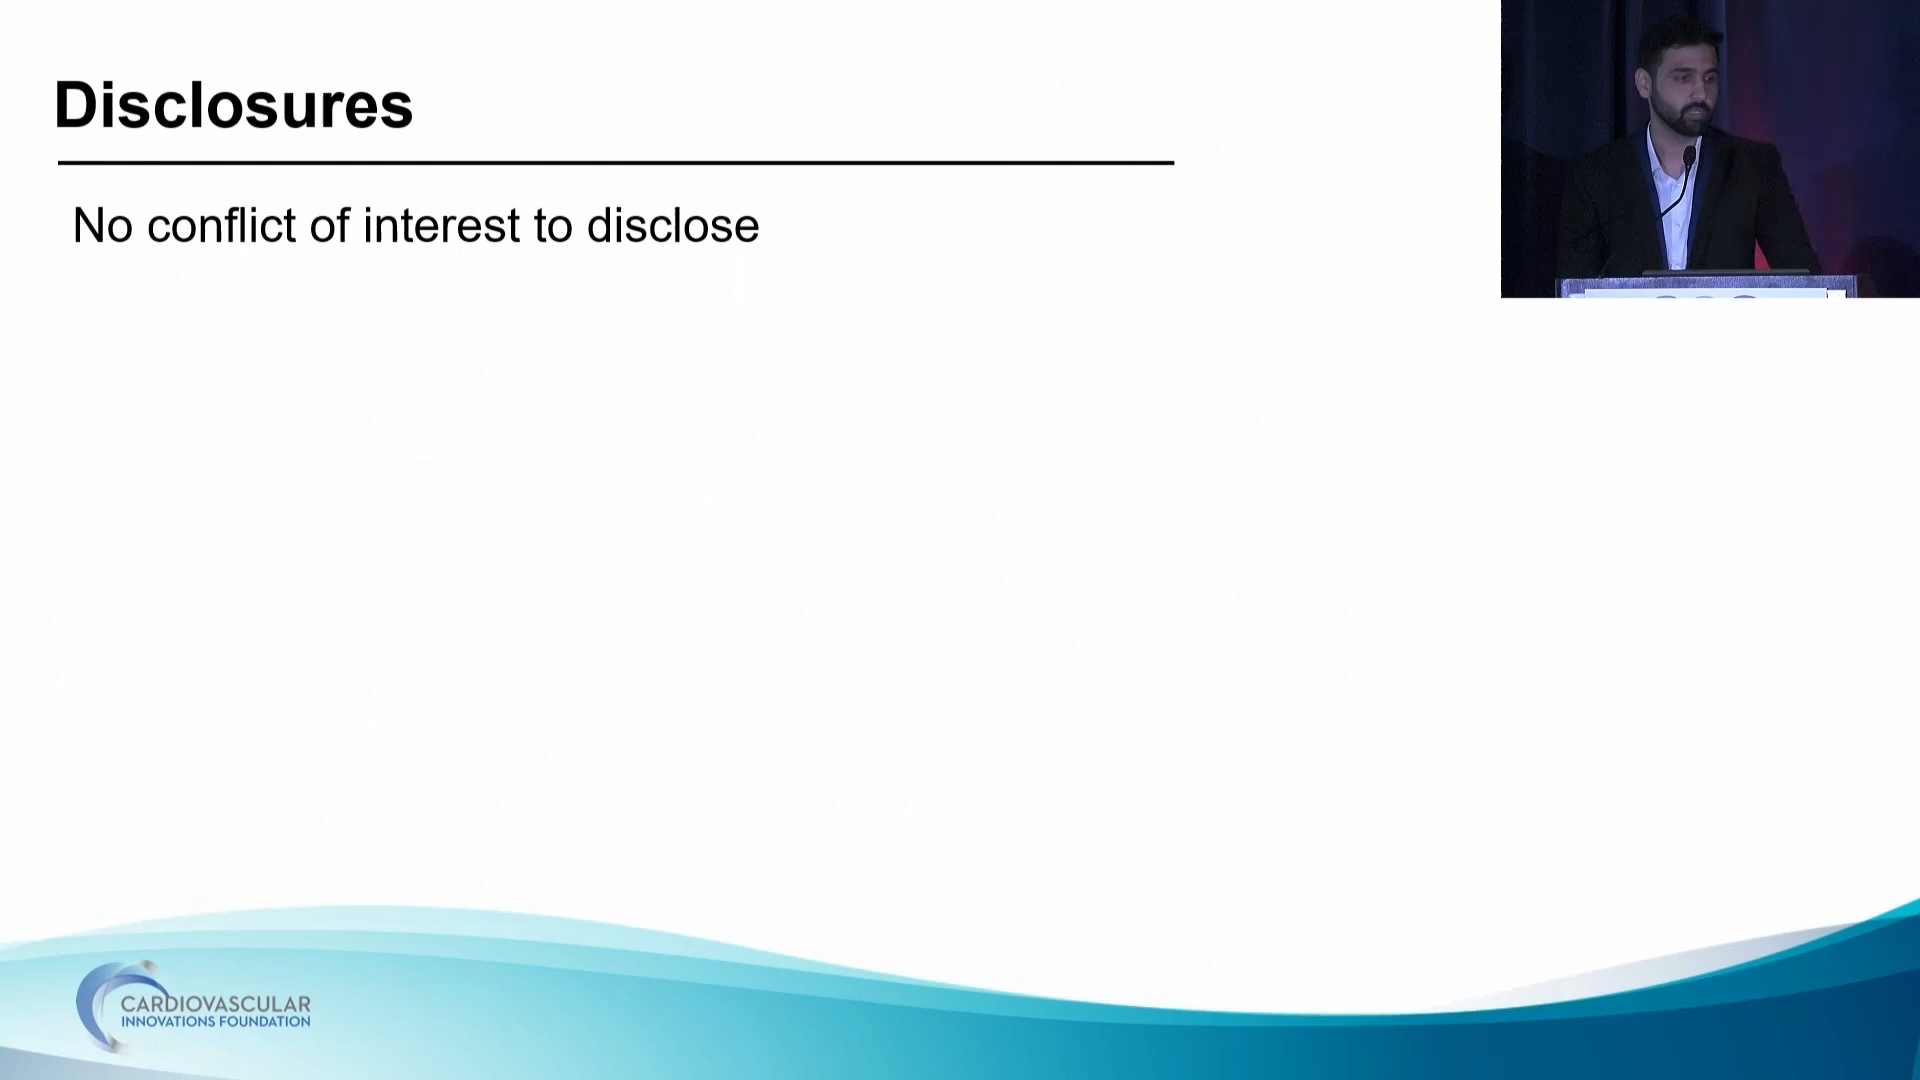 Disclosures
No conflict of interest to disclose
CARDIOVASCULAR
INNOVATIONS FOUNDATION